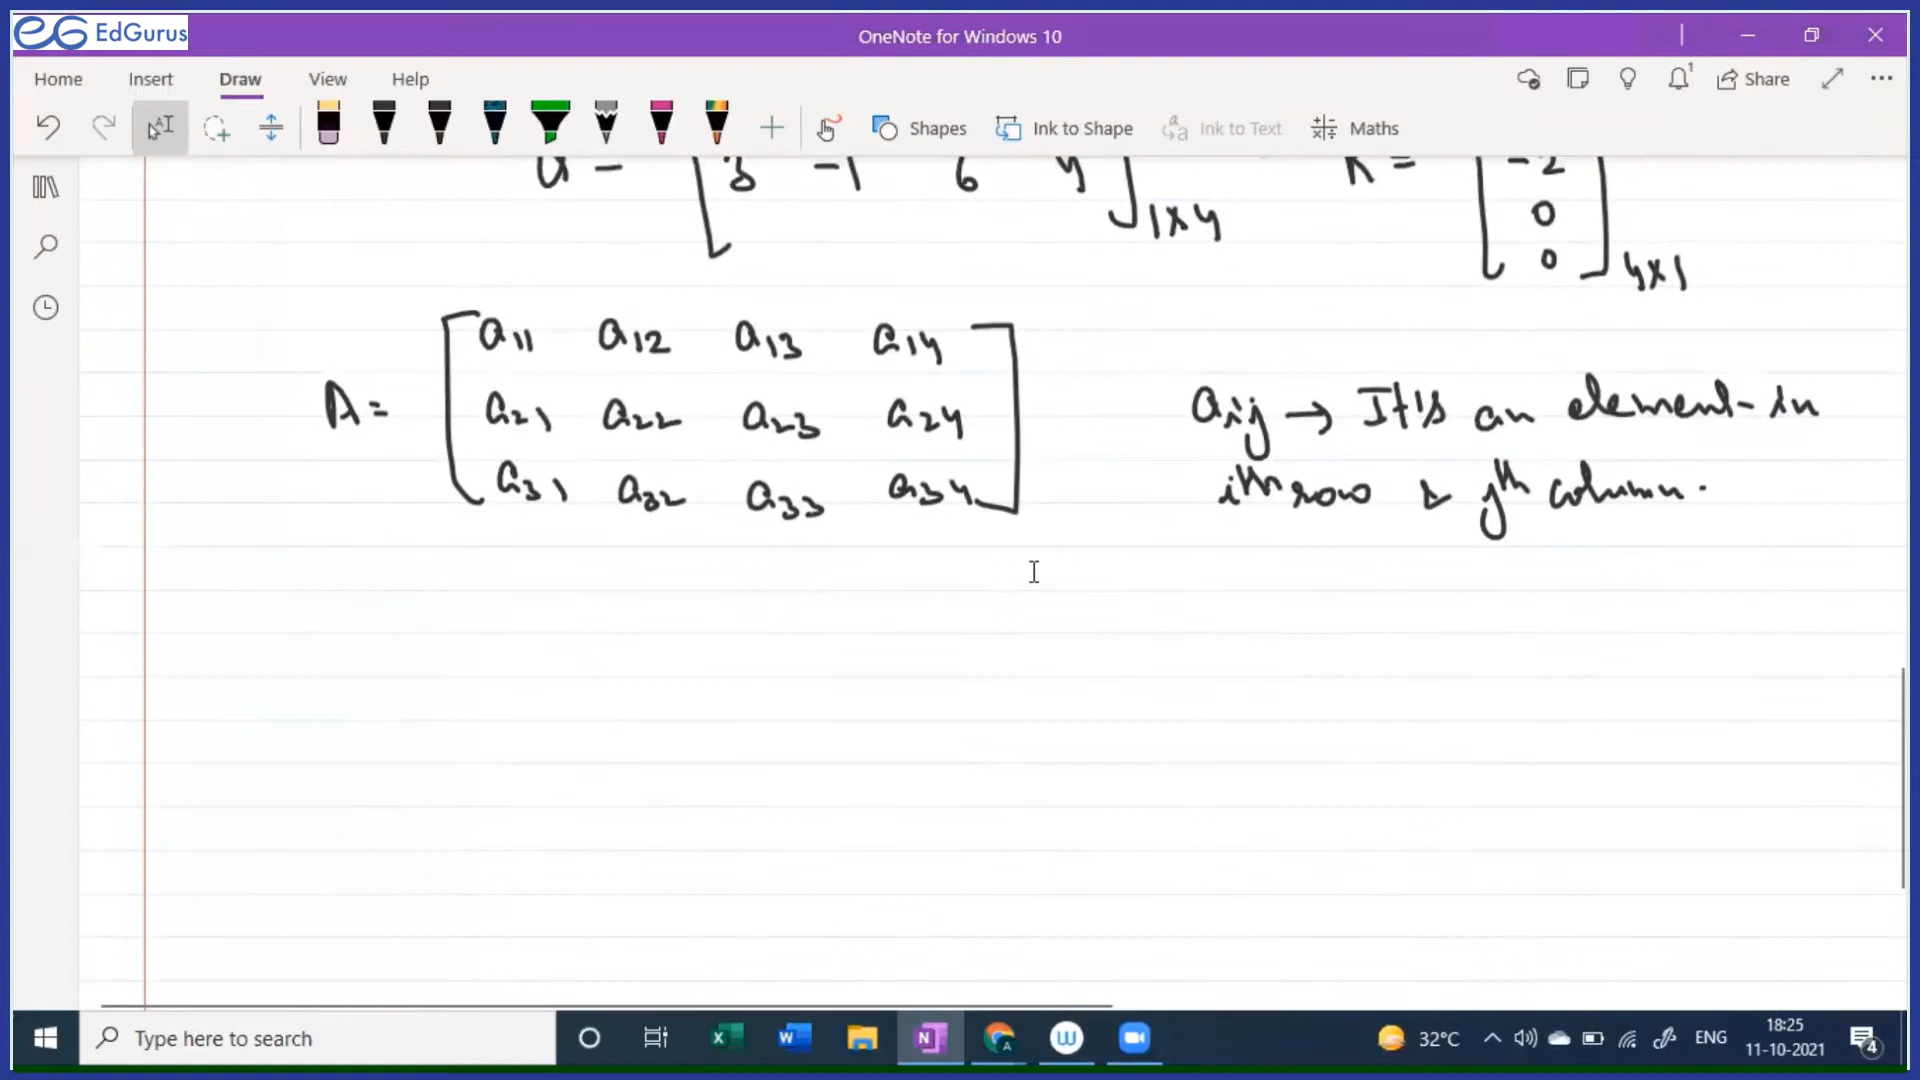 EdGurus
OneNote for Windows 10
Home Insert Draw View Help
1 Share
Shapes Ink to Shape Ink to Text Maths
3 -1 6 4
1x4
-2
0
0
4x1
A =
a11 a12 a13 a14
a21 a22 a23 a24
a31 a32 a33 a34
aij → It's an element in
ith row & jth column.
Type here to search
32°C ENG 18:25
11-10-2021
4